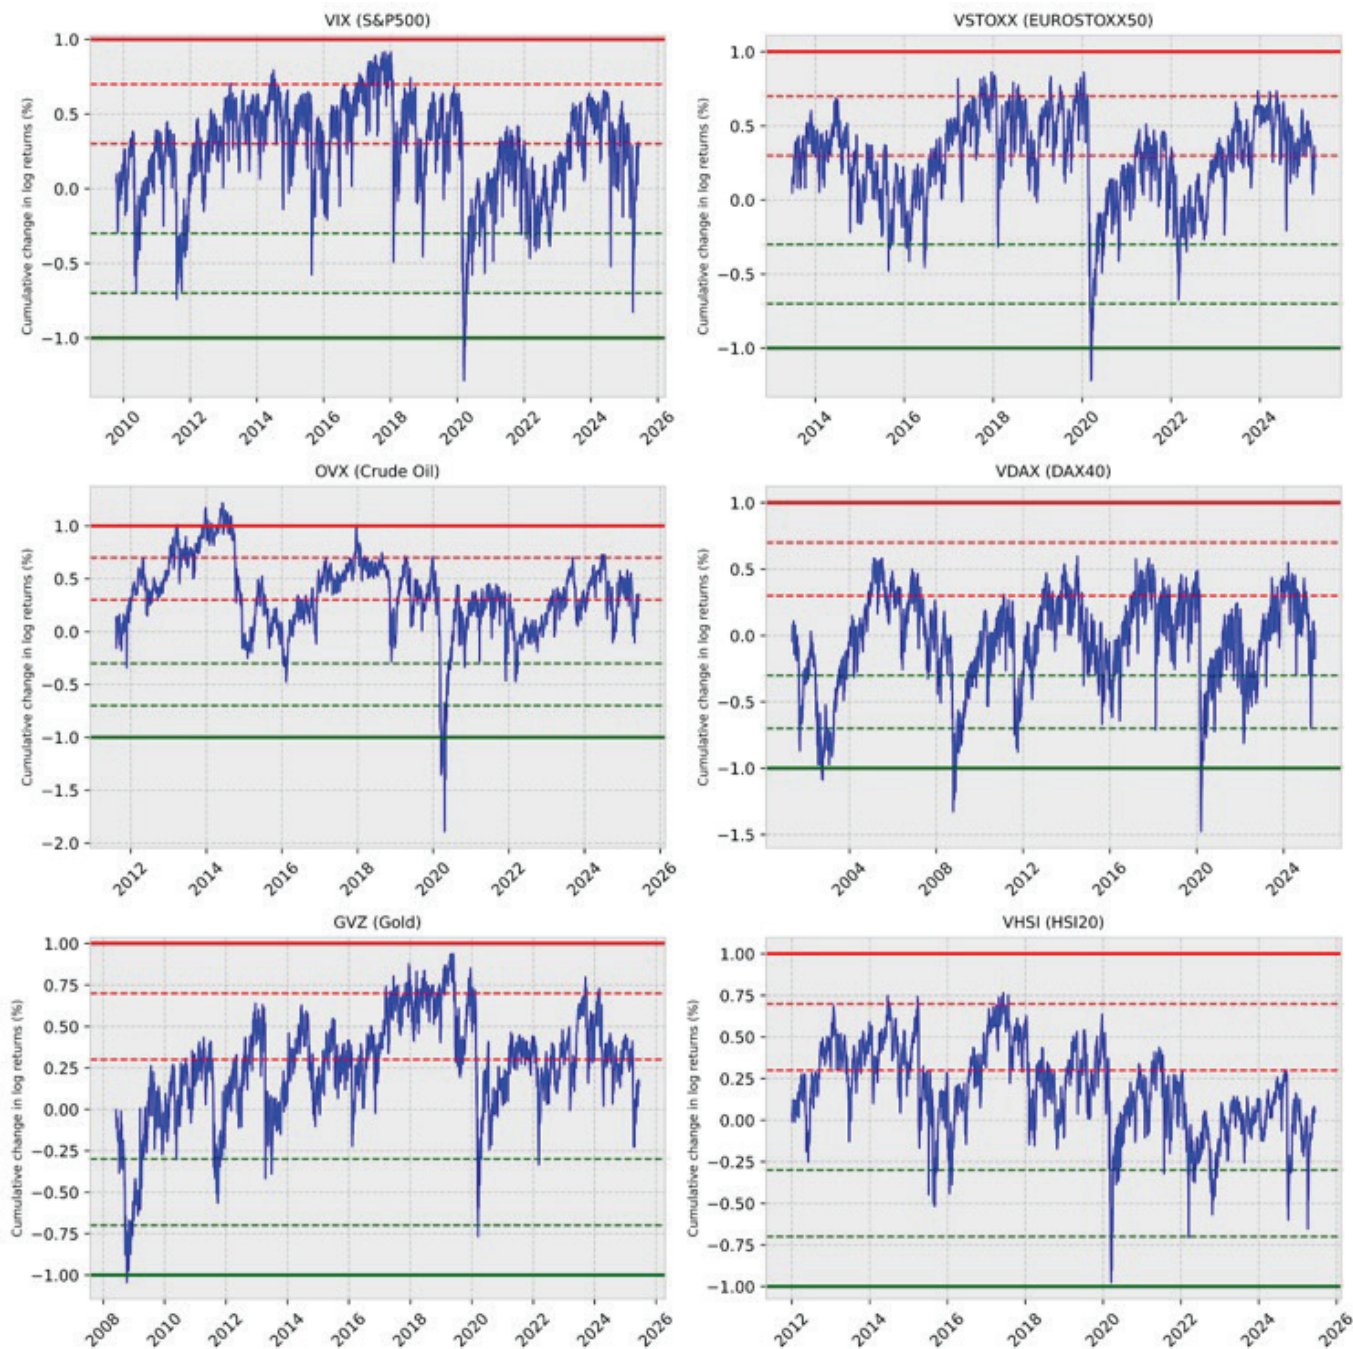 VIX (S&P500)
Cumulative change in log returns (%)
1.0
0.5
0.0
−0.5
−1.0
2010 2012 2014 2016 2018 2020 2022 2024 2026
VSTOXX (EUROSTOXX50)
Cumulative change in log returns (%)
1.0
0.5
0.0
−0.5
−1.0
2014 2016 2018 2020 2022 2024
OVX (Crude Oil)
Cumulative change in log returns (%)
1.0
0.5
0.0
−0.5
−1.0
−1.5
−2.0
2012 2014 2016 2018 2020 2022 2024 2026
VDAX (DAX40)
Cumulative change in log returns (%)
1.0
0.5
0.0
−0.5
−1.0
−1.5
2004 2008 2012 2016 2020 2024
GVZ (Gold)
Cumulative change in log returns (%)
1.00
0.75
0.50
0.25
0.00
−0.25
−0.50
−0.75
−1.00
2008 2010 2012 2014 2016 2018 2020 2022 2024 2026
VHSI (HSI20)
Cumulative change in log returns (%)
1.00
0.75
0.50
0.25
0.00
−0.25
−0.50
−0.75
−1.00
2012 2014 2016 2018 2020 2022 2024 2026